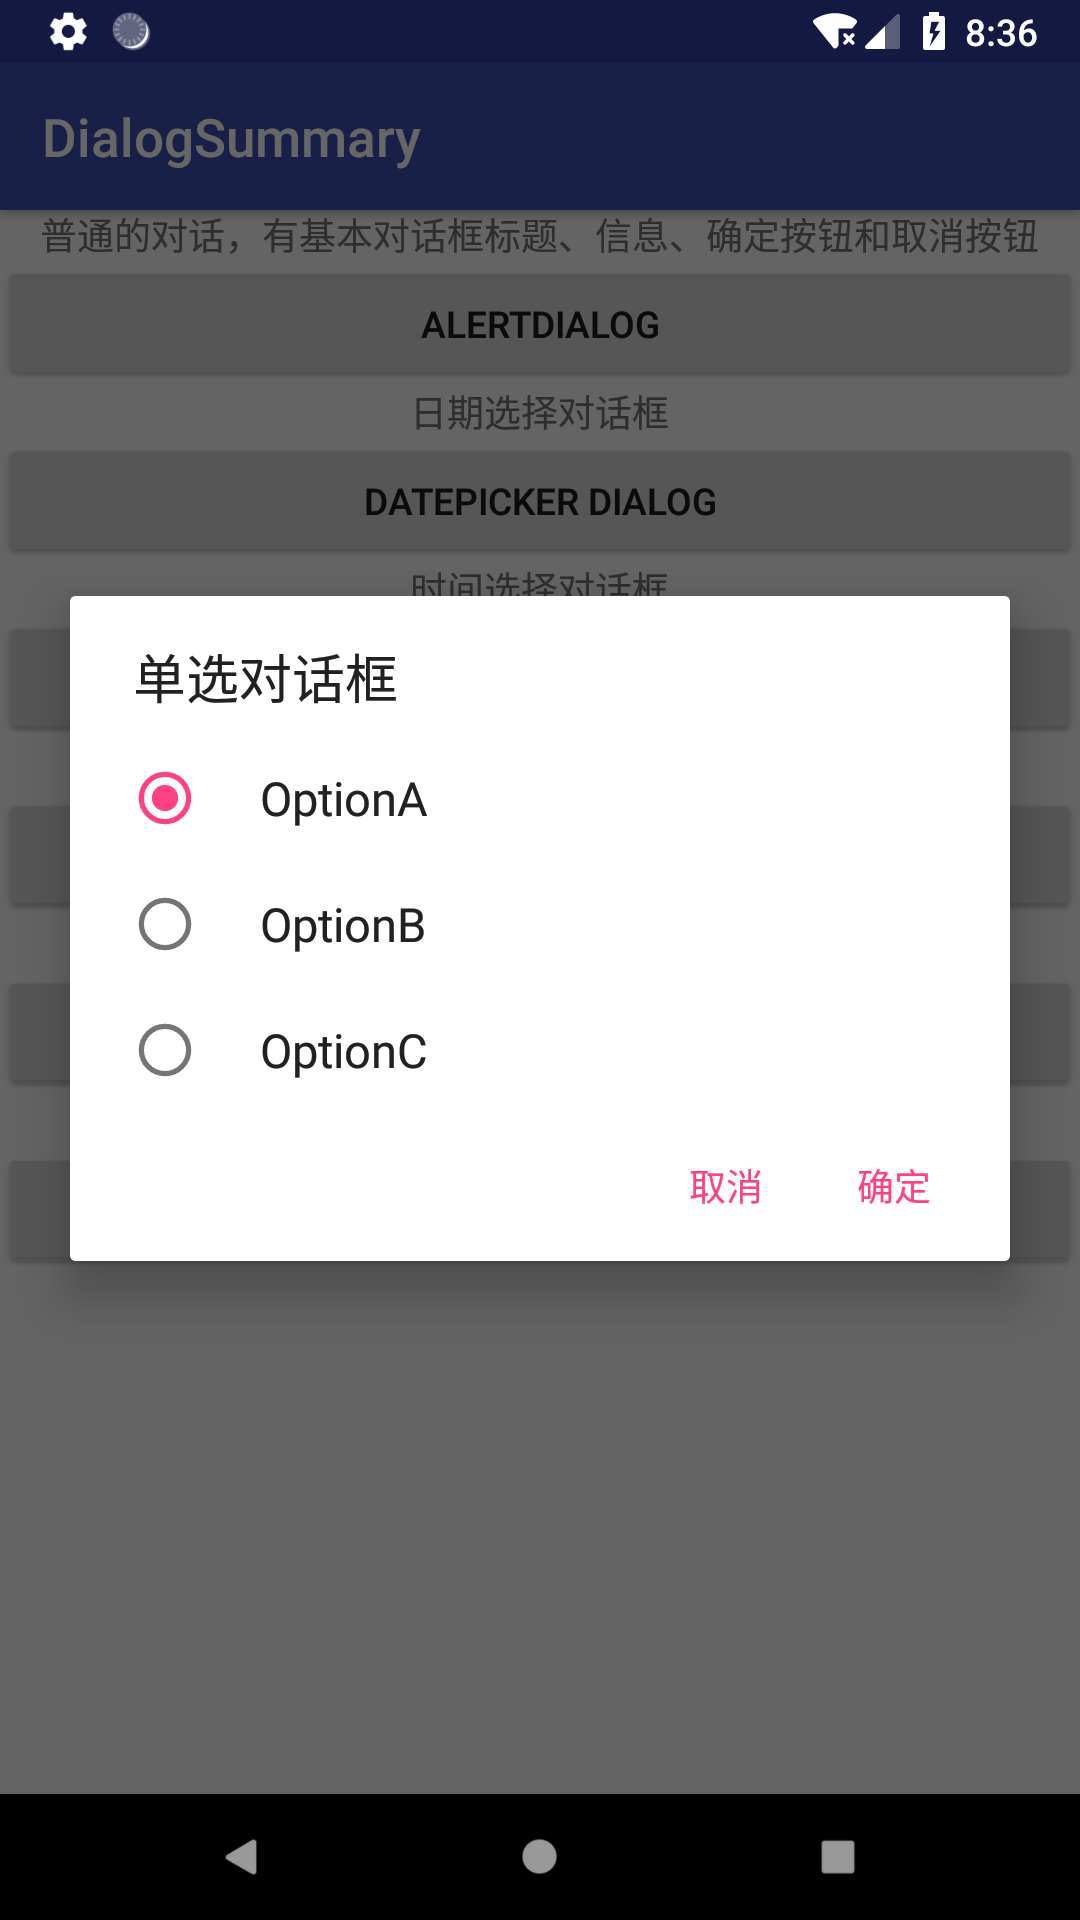 8:36
DialogSummary
普通的对话，有基本对话框标题、信息、确定按钮和取消按钮
ALERTDIALOG
日期选择对话框
DATEPICKER DIALOG
时间选择对话框
单选对话框
OptionA
OptionB
OptionC
取消 确定